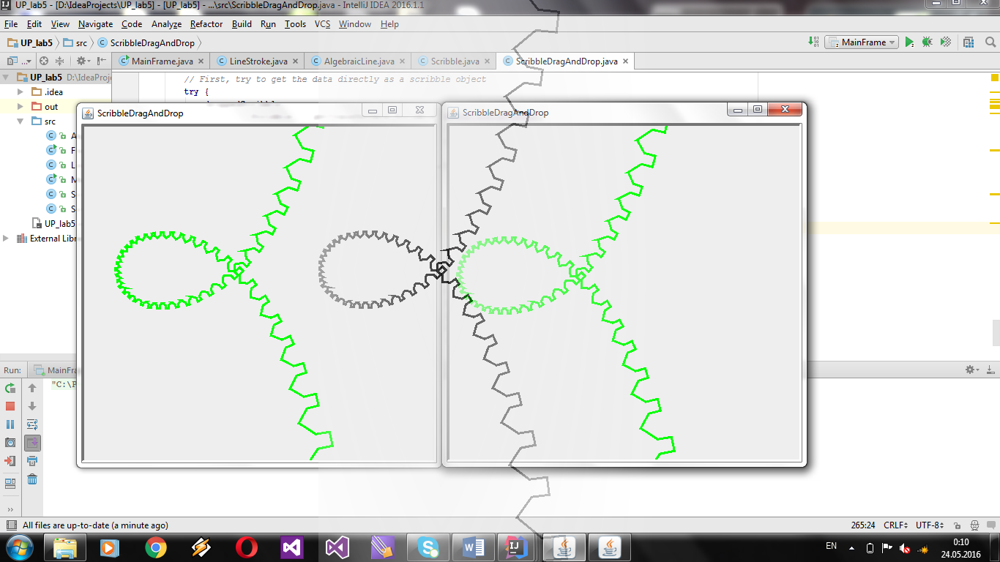 UP_lab5 - [D:\IdeaProjects\UP_lab5] - [UP_lab5] - ...\src\ScribbleDragAndDrop.java - IntelliJ IDEA 2016.1.1
File Edit View Navigate Code Analyze Refactor Build Run Tools VCS Window Help
UP_lab5 src ScribbleDragAndDrop MainFrame
MainFrame.java LineStroke.java AlgebraicLine.java Scribble.java ScribbleDragAndDrop.java
UP_lab5 D:\IdeaProj
// First, try to get the data directly as a scribble object
.idea
try {
out
ScribbleDragAndDrop ScribbleDragAndDrop
src
A
F
L
M
S
S
UP_lab5
External Libr
Run: MainFra
"C:\P
All files are up-to-date (a minute ago) 265:24 CRLF UTF-8
EN 0:10
24.05.2016